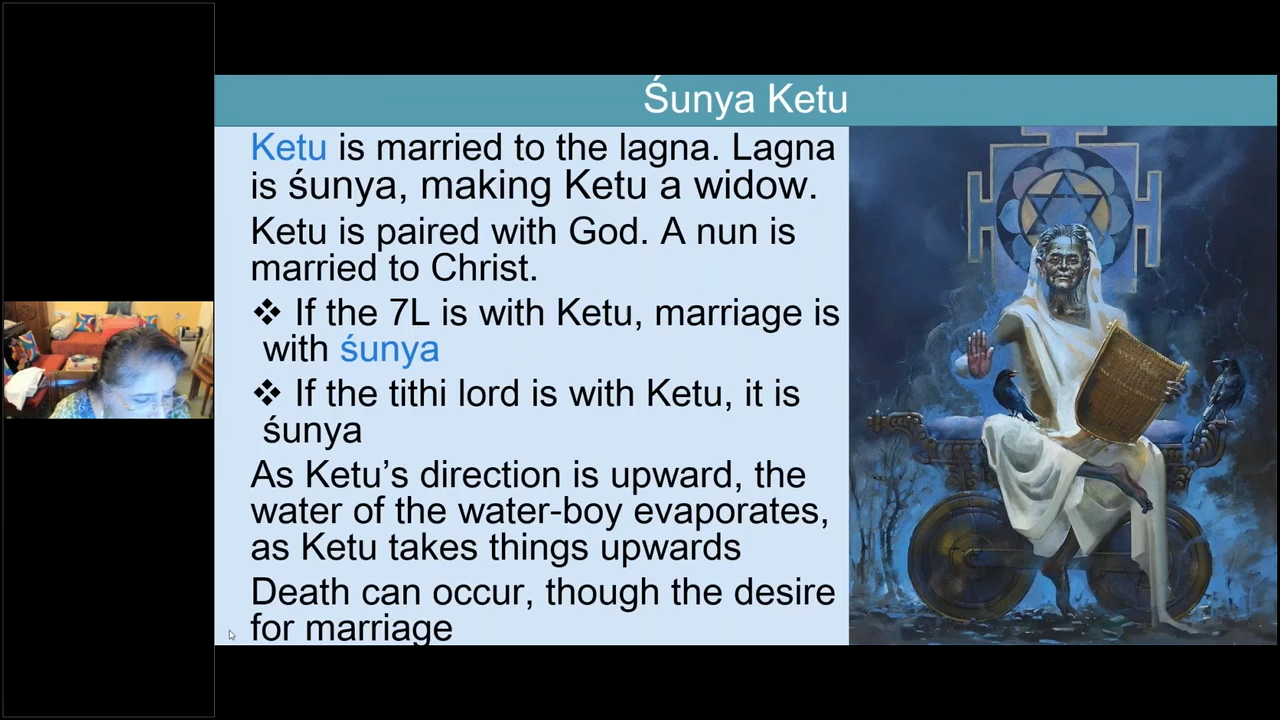 Śunya Ketu
Ketu is married to the lagna. Lagna
is śunya, making Ketu a widow.
Ketu is paired with God. A nun is
married to Christ.
❖ If the 7L is with Ketu, marriage is
with śunya
❖ If the tithi lord is with Ketu, it is
śunya
As Ketu’s direction is upward, the
water of the water-boy evaporates,
as Ketu takes things upwards
Death can occur, though the desire
for marriage